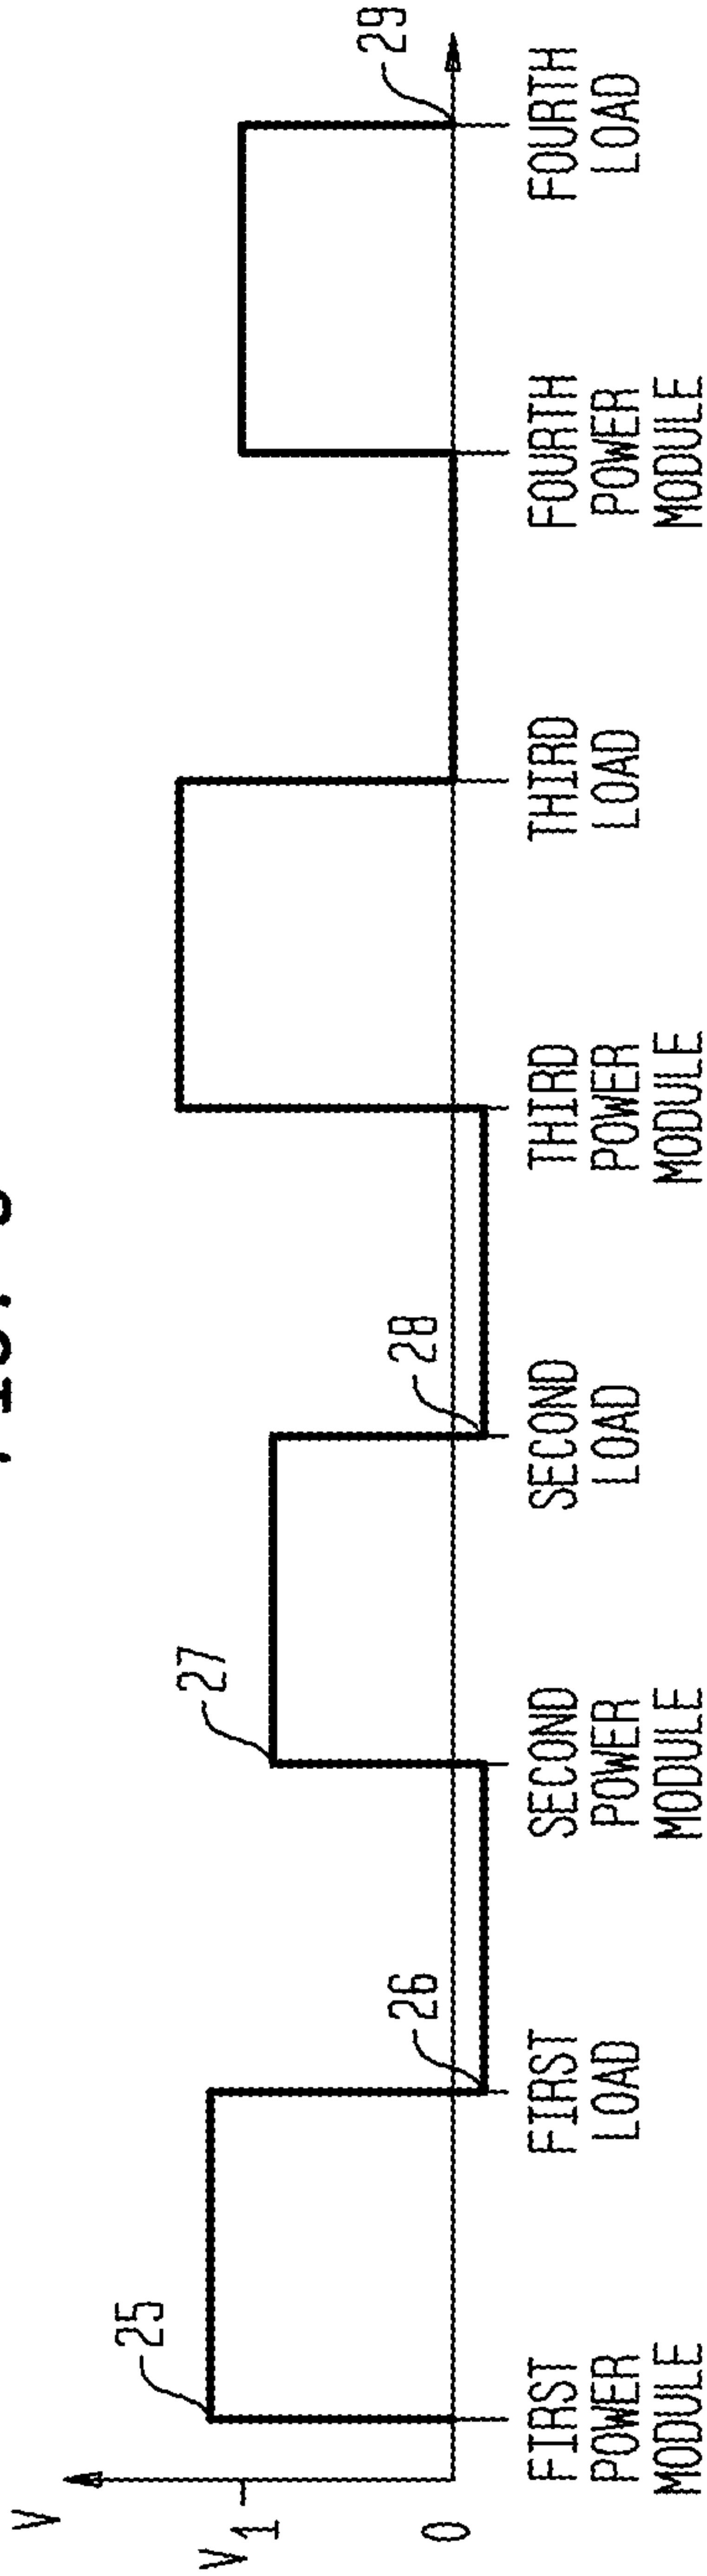 V
V1
0
25
26
27
28
29
FIRST
POWER
MODULE
FIRST
LOAD
SECOND
POWER
MODULE
SECOND
LOAD
THIRD
POWER
MODULE
THIRD
LOAD
FOURTH
POWER
MODULE
FOURTH
LOAD